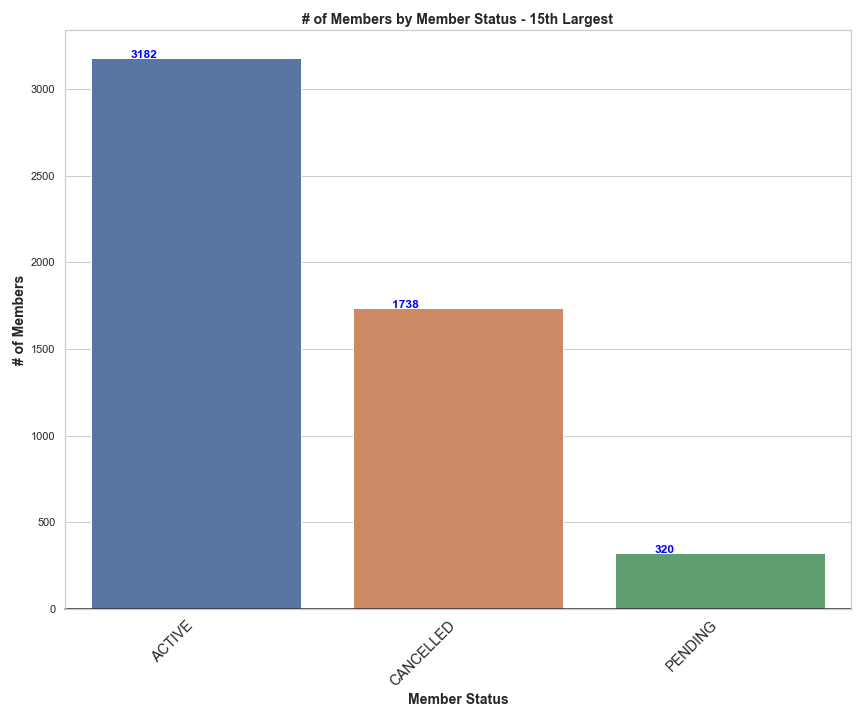 # of Members by Member Status - 15th Largest
3182
3000
2500
2000
1738
1500
1000
500
320
0
# of Members
ACTIVE
CANCELLED
PENDING
Member Status